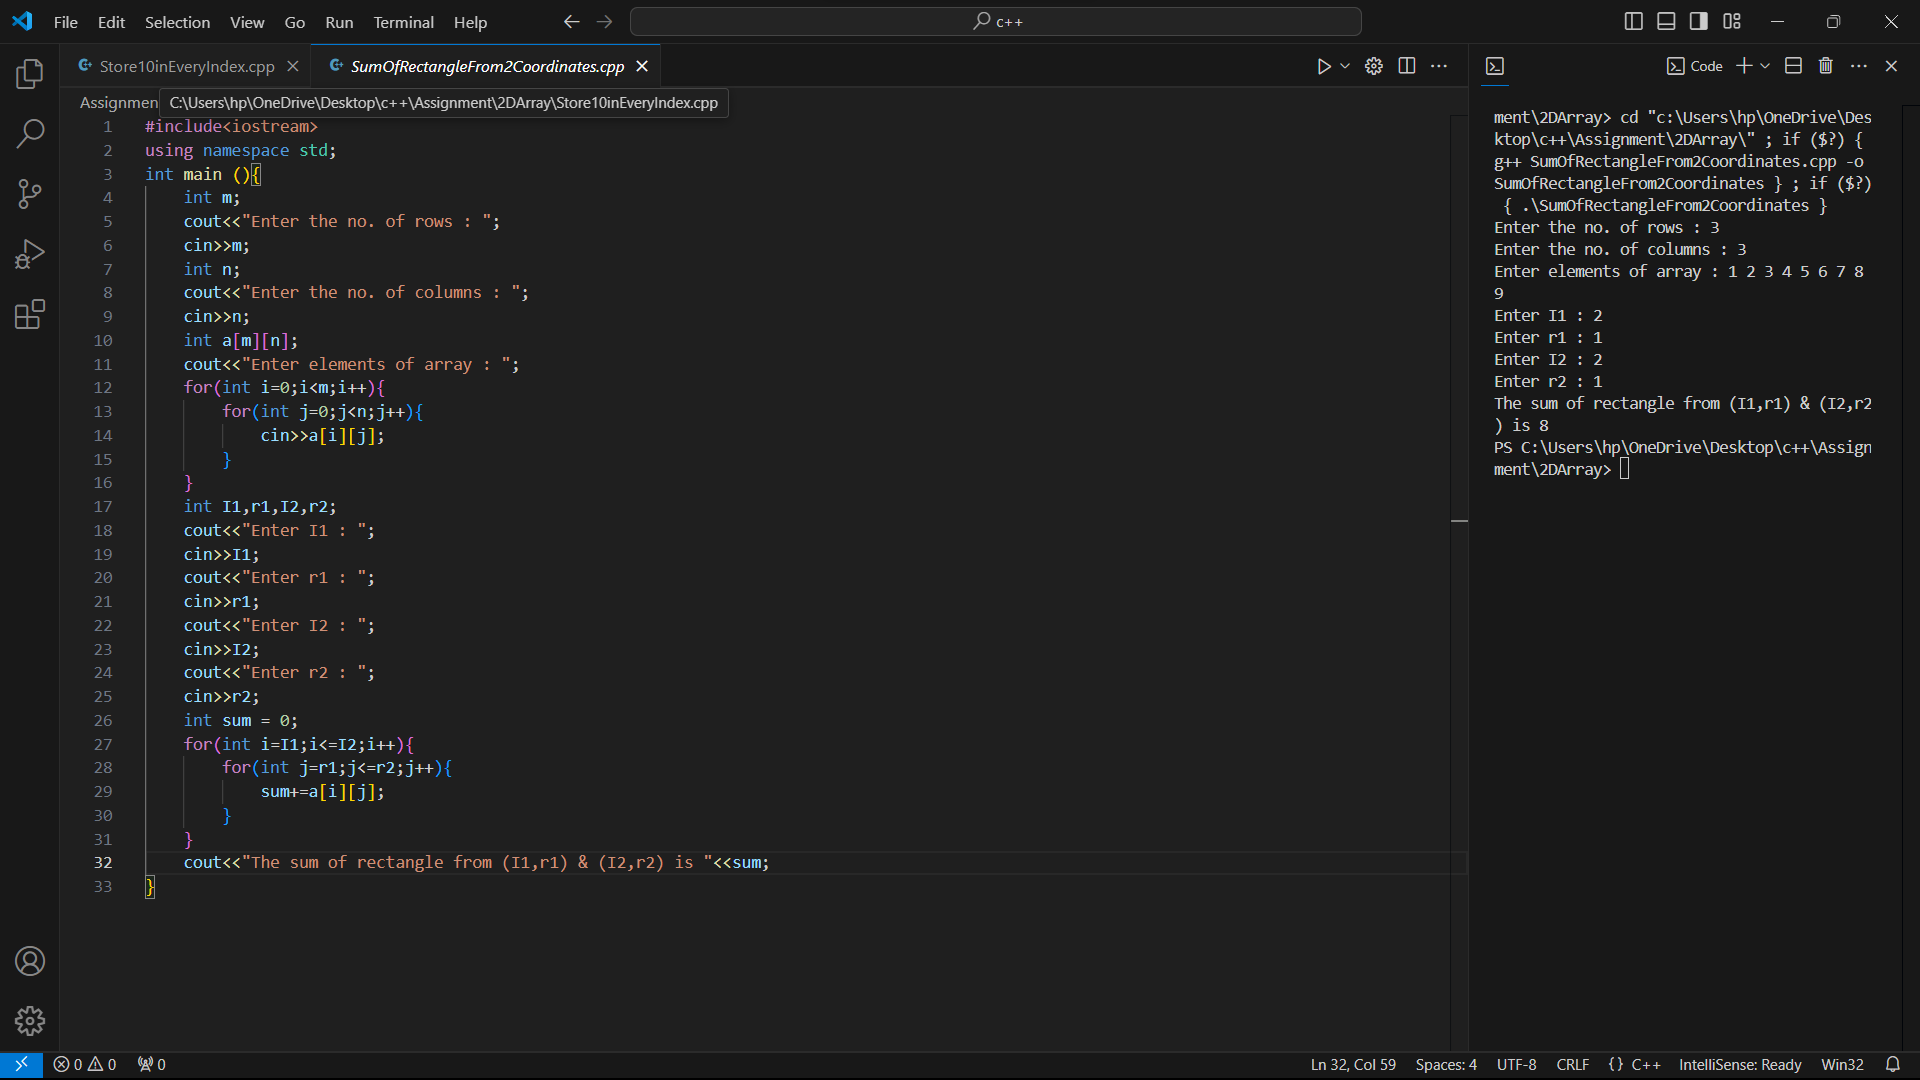 File Edit Selection View Go Run Terminal Help
c++
Store10inEveryIndex.cpp SumOfRectangleFrom2Coordinates.cpp
Code
Assignmen
C:\Users\hp\OneDrive\Desktop\c++\Assignment\2DArray\Store10inEveryIndex.cpp
1 #include<iostream>
2 using namespace std;
3 int main (){
4     int m;
5     cout<<"Enter the no. of rows : ";
6     cin>>m;
7     int n;
8     cout<<"Enter the no. of columns : ";
9     cin>>n;
10     int a[m][n];
11     cout<<"Enter elements of array : ";
12     for(int i=0;i<m;i++){
13         for(int j=0;j<n;j++){
14             cin>>a[i][j];
15         }
16     }
17     int I1,r1,I2,r2;
18     cout<<"Enter I1 : ";
19     cin>>I1;
20     cout<<"Enter r1 : ";
21     cin>>r1;
22     cout<<"Enter I2 : ";
23     cin>>I2;
24     cout<<"Enter r2 : ";
25     cin>>r2;
26     int sum = 0;
27     for(int i=I1;i<=I2;i++){
28         for(int j=r1;j<=r2;j++){
29             sum+=a[i][j];
30         }
31     }
32     cout<<"The sum of rectangle from (I1,r1) & (I2,r2) is "<<sum;
33 }
ment\2DArray> cd "c:\Users\hp\OneDrive\Des
ktop\c++\Assignment\2DArray\" ; if ($?) {
g++ SumOfRectangleFrom2Coordinates.cpp -o
SumOfRectangleFrom2Coordinates } ; if ($?)
 { .\SumOfRectangleFrom2Coordinates }
Enter the no. of rows : 3
Enter the no. of columns : 3
Enter elements of array : 1 2 3 4 5 6 7 8
9
Enter I1 : 2
Enter r1 : 1
Enter I2 : 2
Enter r2 : 1
The sum of rectangle from (I1,r1) & (I2,r2
) is 8
PS C:\Users\hp\OneDrive\Desktop\c++\Assign
ment\2DArray>
0 0 0 Ln 32, Col 59 Spaces: 4 UTF-8 CRLF {} C++ IntelliSense: Ready Win32